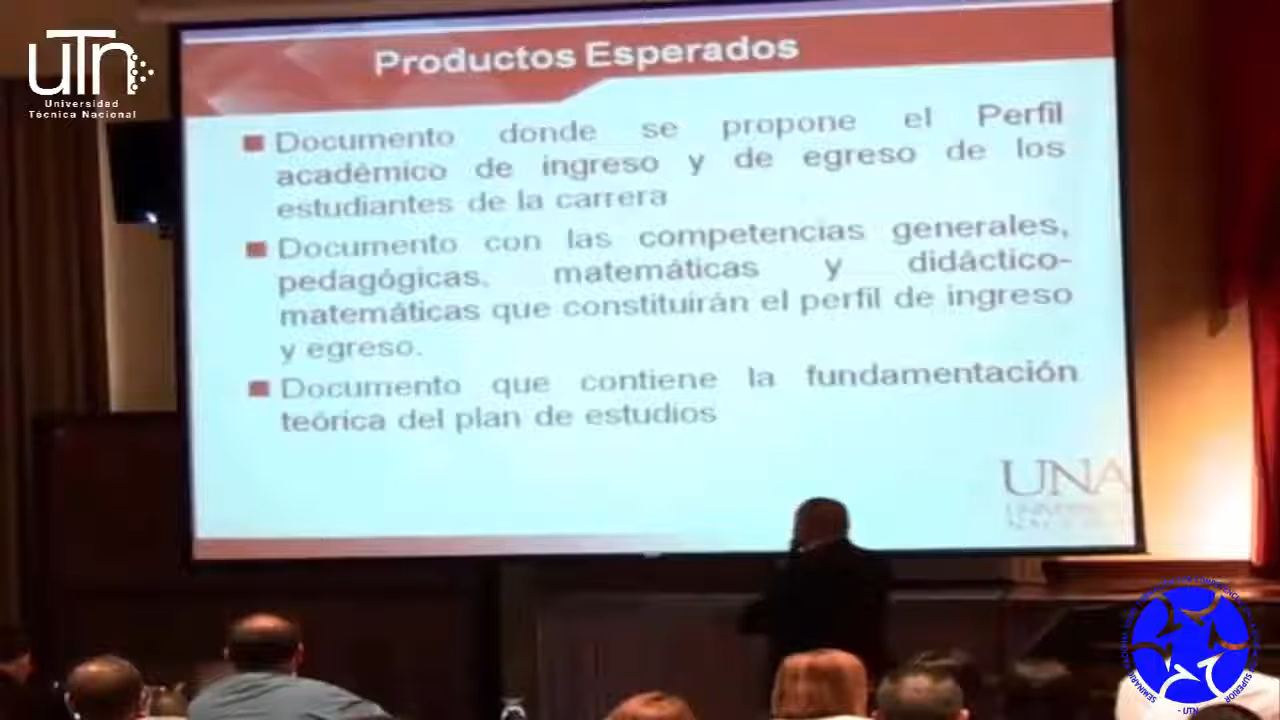 uTn
Universidad
Técnica Nacional
Productos Esperados
Documento donde se propone el Perfil
académico de ingreso y de egreso de los
estudiantes de la carrera
Documento con las competencias generales,
pedagógicas, matemáticas y didáctico-
matemáticas que constituirán el perfil de ingreso
y egreso.
Documento que contiene la fundamentación
teórica del plan de estudios
UNA
SUPERIOR
- UTN